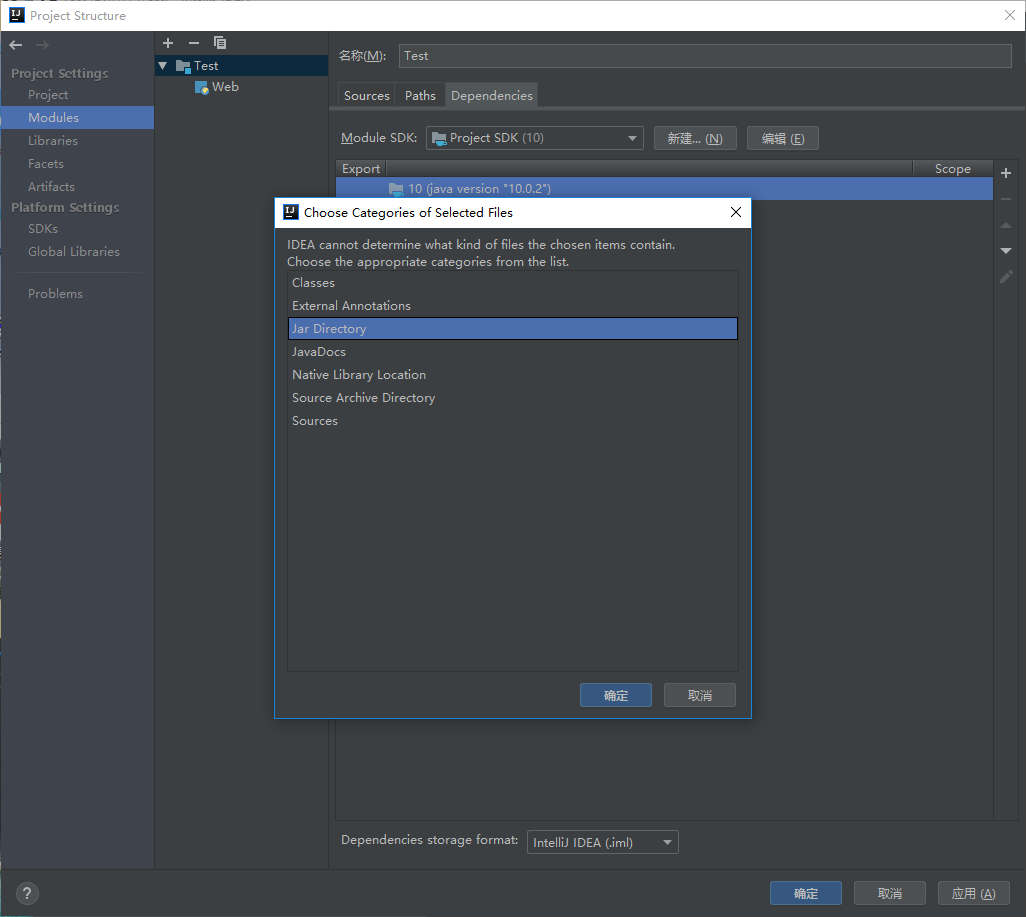 Project Structure
Project Settings
Project
Modules
Libraries
Facets
Artifacts
Platform Settings
SDKs
Global Libraries
Problems
Test
Web
名称(M):
Test
Sources
Paths
Dependencies
Module SDK:
Project SDK (10)
新建... (N)
编辑 (E)
Export
Scope
10 (java version "10.0.2")
Choose Categories of Selected Files
IDEA cannot determine what kind of files the chosen items contain.
Choose the appropriate categories from the list.
Classes
External Annotations
Jar Directory
JavaDocs
Native Library Location
Source Archive Directory
Sources
确定
取消
Dependencies storage format:
IntelliJ IDEA (.iml)
?
确定
取消
应用 (A)